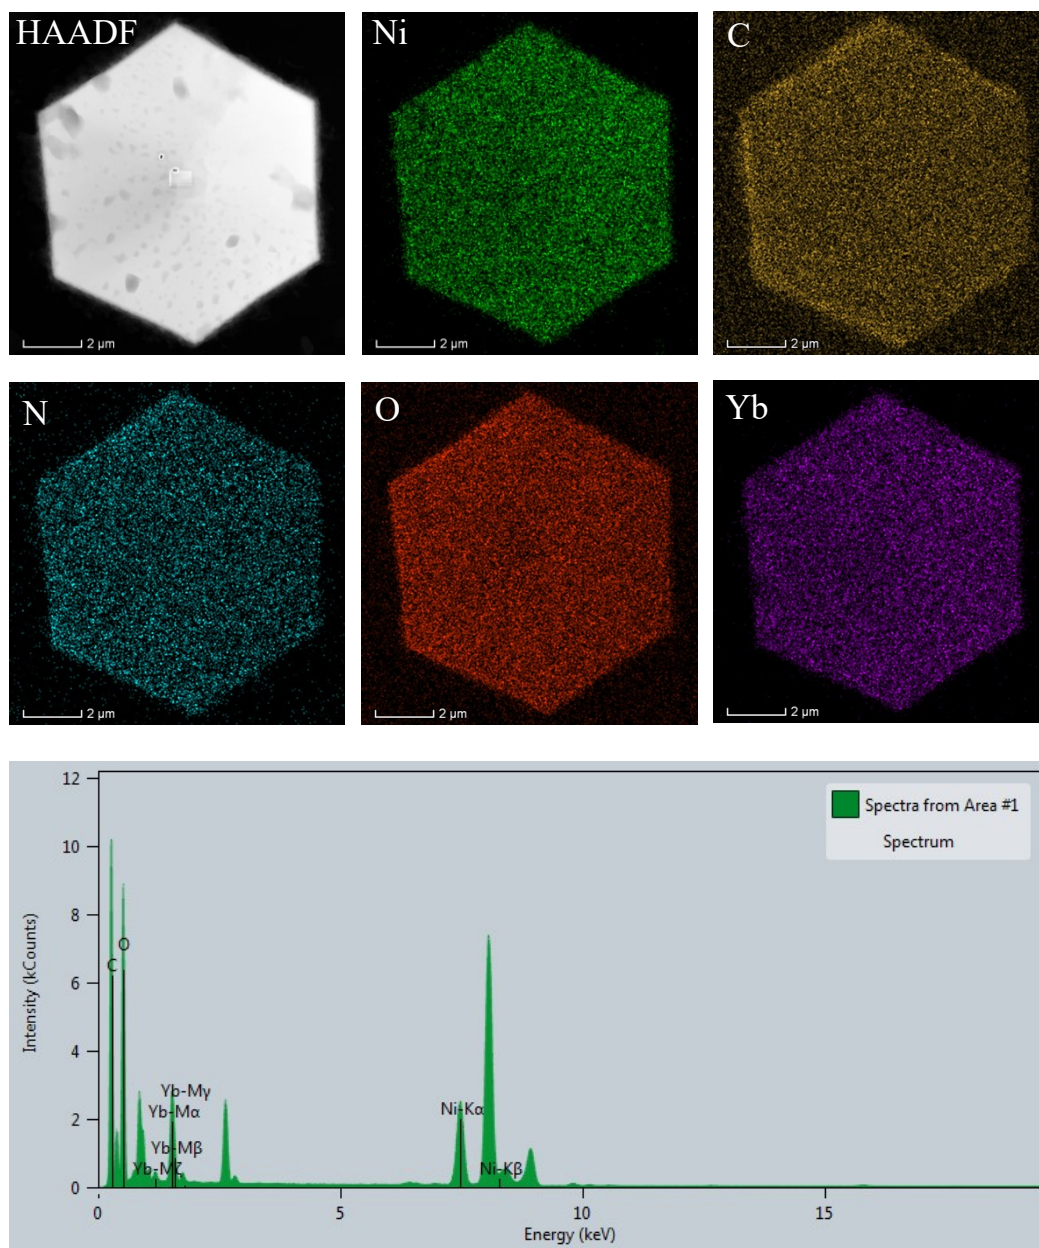 HAADF
Ni
C
2 μm
2 μm
2 μm
N
O
Yb
2 μm
2 μm
2 μm
12
10
8
6
4
2
0
Intensity (kCounts)
Spectra from Area #1
Spectrum
O
C
Yb-Mγ
Yb-Mα
Yb-Mβ
Yb-Mζ
Ni-Kα
Ni-Kβ
0
5
10
15
Energy (keV)